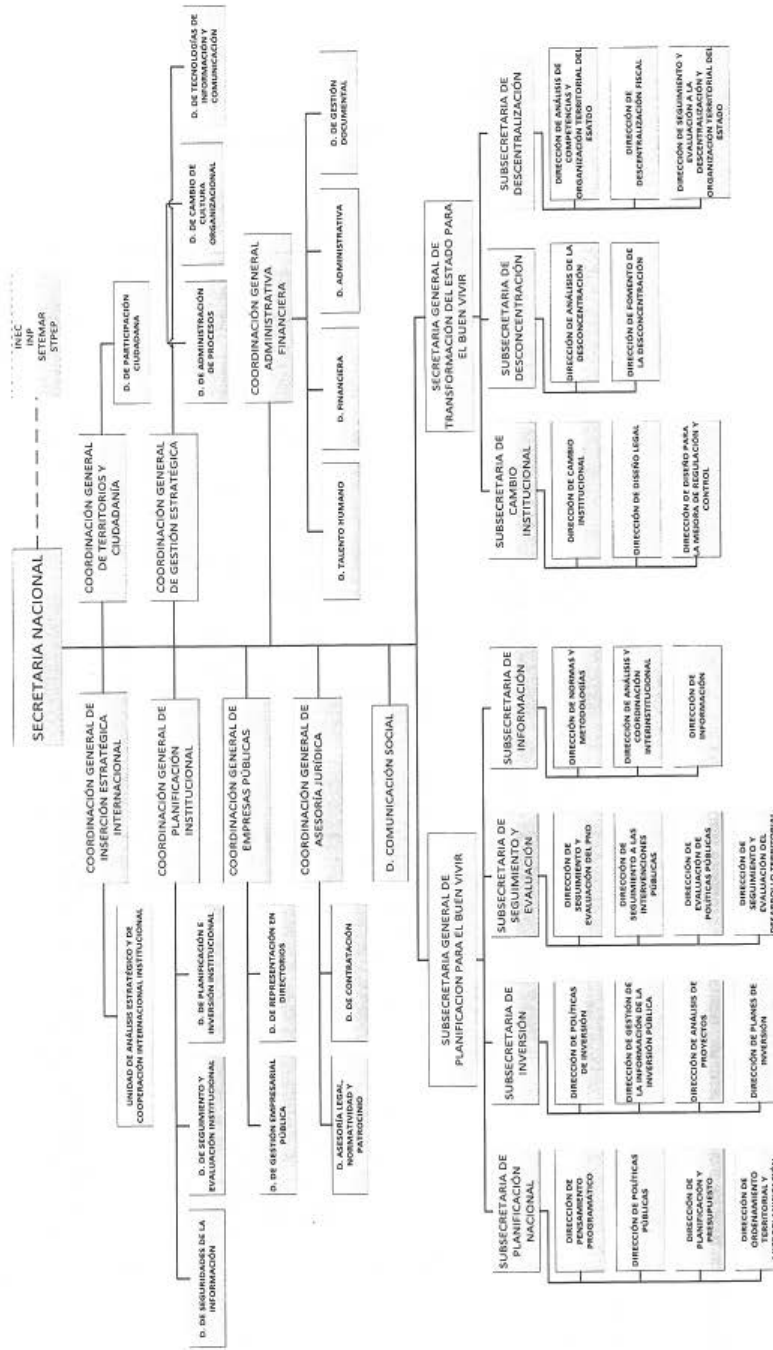 INEC
INP
SETEMAR
STPEP
SECRETARIA NACIONAL
COORDINACIÓN GENERAL DE
INSERCIÓN ESTRATÉGICA
INTERNACIONAL
COORDINACIÓN GENERAL
DE TERRITORIOS Y
CIUDADANÍA
UNIDAD DE ANÁLISIS ESTRATÉGICO Y DE
COOPERACIÓN INTERNACIONAL INSTITUCIONAL
D. DE PARTICIPACIÓN
CIUDADANA
COORDINACIÓN GENERAL DE
PLANIFICACIÓN
INSTITUCIONAL
COORDINACIÓN GENERAL
DE GESTIÓN ESTRATÉGICA
D. DE SEGURIDADES DE LA
INFORMACIÓN
D. DE SEGUIMIENTO Y
EVALUACIÓN INSTITUCIONAL
D. DE PLANIFICACIÓN E
INVERSIÓN INSTITUCIONAL.
D. DE ADMINISTRACIÓN
DE PROCESOS
D. DE CAMBIO DE
CULTURA
ORGANIZACIONAL
D. DE TECNOLOGÍAS DE
INFORMACIÓN Y
COMUNICACIÓN
COORDINACIÓN GENERAL DE
EMPRESAS PÚBLICAS
COORDINACIÓN GENERAL
ADMINISTRATIVA
FINANCIERA
D. DE GESTIÓN EMPRESARIAL
PÚBLICA
D. DE REPRESENTACIÓN EN
DIRECTORIOS
COORDINACIÓN GENERAL DE
ASESORÍA JURÍDICA
D. ASESORÍA LEGAL,
NORMATIVIDAD Y
PATROCINIO
D. DE CONTRATACIÓN
D. TALENTO HUMANO
D. FINANCIERA
D. ADMINISTRATIVA
D. DE GESTIÓN
DOCUMENTAL
D. COMUNICACIÓN SOCIAL
SUBSECRETARIA GENERAL DE
PLANIFICACION PARA EL BUEN VIVIR
SECRETARIA GENERAL DE
TRANSFORMACIÓN DEL ESTADO PARA
EL BUEN VIVIR
SUBSECRETARIA DE
PLANIFICACIÓN
NACIONAL
DIRECCIÓN DE
PENSAMIENTO
PROGRAMÁTICO
DIRECCIÓN DE POLÍTICAS
PÚBLICAS
DIRECCIÓN DE
PLANIFICACIÓN Y
PRESUPUESTO
DIRECCIÓN DE
ORDENAMIENTO
TERRITORIAL Y
SUBSECRETARIA DE
INVERSIÓN
DIRECCIÓN DE POLÍTICAS
DE INVERSIÓN
DIRECCIÓN DE GESTIÓN DE
LA INFORMACIÓN DE LA
INVERSIÓN PÚBLICA
DIRECCIÓN DE ANÁLISIS DE
PROYECTOS
DIRECCIÓN DE PLANES DE
INVERSIÓN
SUBSECRETARIA DE
SEGUIMIENTO Y
EVALUACIÓN
DIRECCIÓN DE
SEGUIMIENTO Y
EVALUACIÓN DEL PND
DIRECCIÓN DE
SEGUIMIENTO A LAS
INTERVENCIONES
PÚBLICAS
DIRECCIÓN DE
EVALUACIÓN DE
POLÍTICAS PÚBLICAS
DIRECCIÓN DE
SEGUIMIENTO Y
EVALUACIÓN DEL
DESARROLLO TERRITORIAL
SUBSECRETARIA DE
INFORMACIÓN
DIRECCIÓN DE NORMAS Y
METODOLOGÍAS
DIRECCIÓN DE ANÁLISIS Y
COORDINACIÓN
INTERINSTITUCIONAL
DIRECCIÓN DE
INFORMACIÓN
SUBSECRETARIA DE
CAMBIO
INSTITUCIONAL
DIRECCIÓN DE CAMBIO
INSTITUCIONAL
DIRECCIÓN DE DISEÑO LEGAL
DIRECCIÓN DE DISEÑO PARA
LA MEJORA DE REGULACIÓN Y
CONTROL
SUBSECRETARIA DE
DESCONCENTRACIÓN
DIRECCIÓN DE ANÁLISIS DE LA
DESCONCENTRACIÓN
DIRECCIÓN DE FOMENTO DE
LA DESCONCENTRACIÓN
SUBSECRETARIA DE
DESCENTRALIZACIÓN
DIRECCIÓN DE ANÁLISIS DE
COMPETENCIAS Y
ORGANIZACIÓN TERRITORIAL DEL
ESATDO
DIRECCIÓN DE
DESCENTRALIZACIÓN FISCAL
DIRECCIÓN DE SEGUIMIENTO Y
EVALUACIÓN A LA
DESCENTRALIZACIÓN Y
ORGANIZACIÓN TERRITORIAL DEL
ESTADO